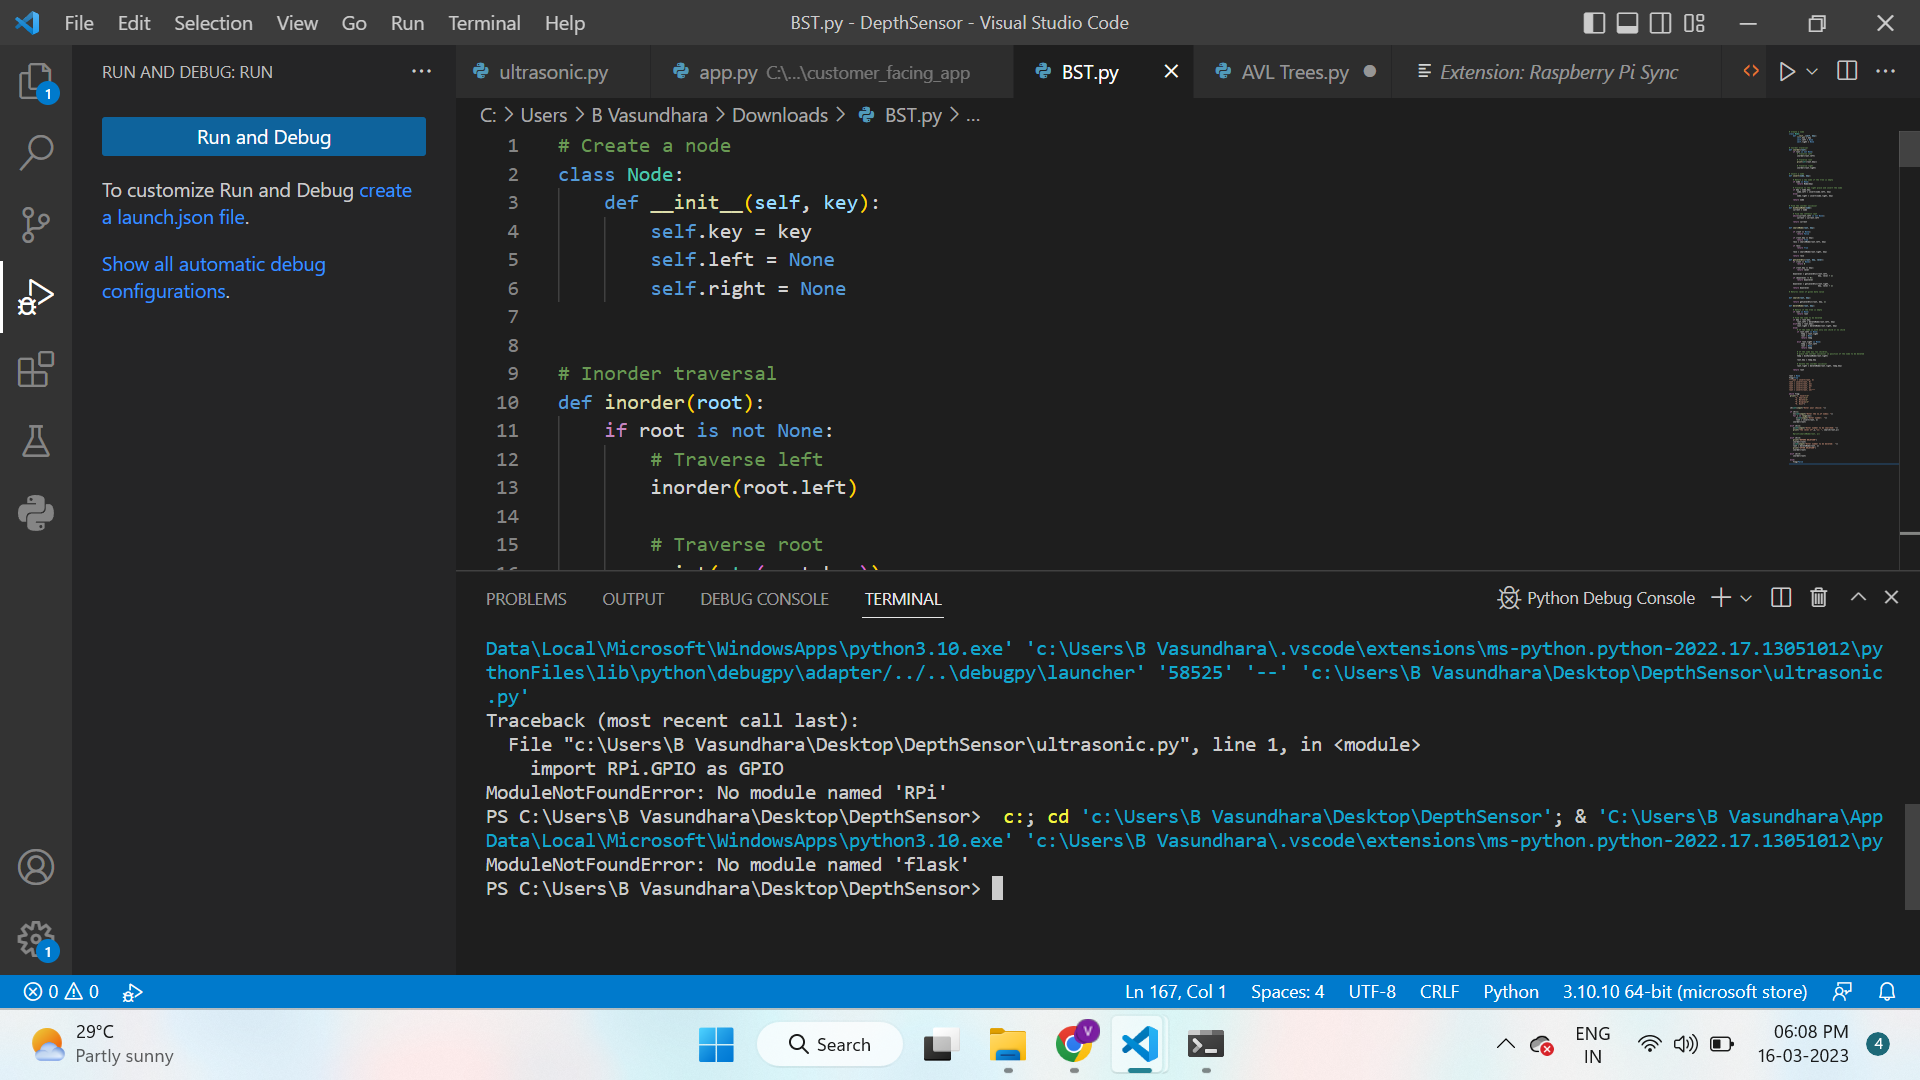 File Edit Selection View Go Run Terminal Help
BST.py - DepthSensor - Visual Studio Code
RUN AND DEBUG: RUN
Run and Debug
To customize Run and Debug create
a launch.json file.
Show all automatic debug
configurations.
1
1
ultrasonic.py
app.py C:\...\customer_facing_app
BST.py
AVL Trees.py
Extension: Raspberry Pi Sync
C: > Users > B Vasundhara > Downloads > BST.py > ...
1 # Create a node
2 class Node:
3 def __init__(self, key):
4 self.key = key
5 self.left = None
6 self.right = None
7
8
9 # Inorder traversal
10 def inorder(root):
11 if root is not None:
12 # Traverse left
13 inorder(root.left)
14
15 # Traverse root
PROBLEMS OUTPUT DEBUG CONSOLE TERMINAL
Python Debug Console
Data\Local\Microsoft\WindowsApps\python3.10.exe' 'c:\Users\B Vasundhara\.vscode\extensions\ms-python.python-2022.17.13051012\py
thonFiles\lib\python\debugpy\adapter/../..\debugpy\launcher' '58525' '--' 'c:\Users\B Vasundhara\Desktop\DepthSensor\ultrasonic
.py'
Traceback (most recent call last):
File "c:\Users\B Vasundhara\Desktop\DepthSensor\ultrasonic.py", line 1, in <module>
import RPi.GPIO as GPIO
ModuleNotFoundError: No module named 'RPi'
PS C:\Users\B Vasundhara\Desktop\DepthSensor> c:; cd 'c:\Users\B Vasundhara\Desktop\DepthSensor'; & 'C:\Users\B Vasundhara\App
Data\Local\Microsoft\WindowsApps\python3.10.exe' 'c:\Users\B Vasundhara\.vscode\extensions\ms-python.python-2022.17.13051012\py
ModuleNotFoundError: No module named 'flask'
PS C:\Users\B Vasundhara\Desktop\DepthSensor>
0 0
Ln 167, Col 1 Spaces: 4 UTF-8 CRLF Python 3.10.10 64-bit (microsoft store)
29°C
Partly sunny
Search
V
ENG
IN
06:08 PM
16-03-2023
4